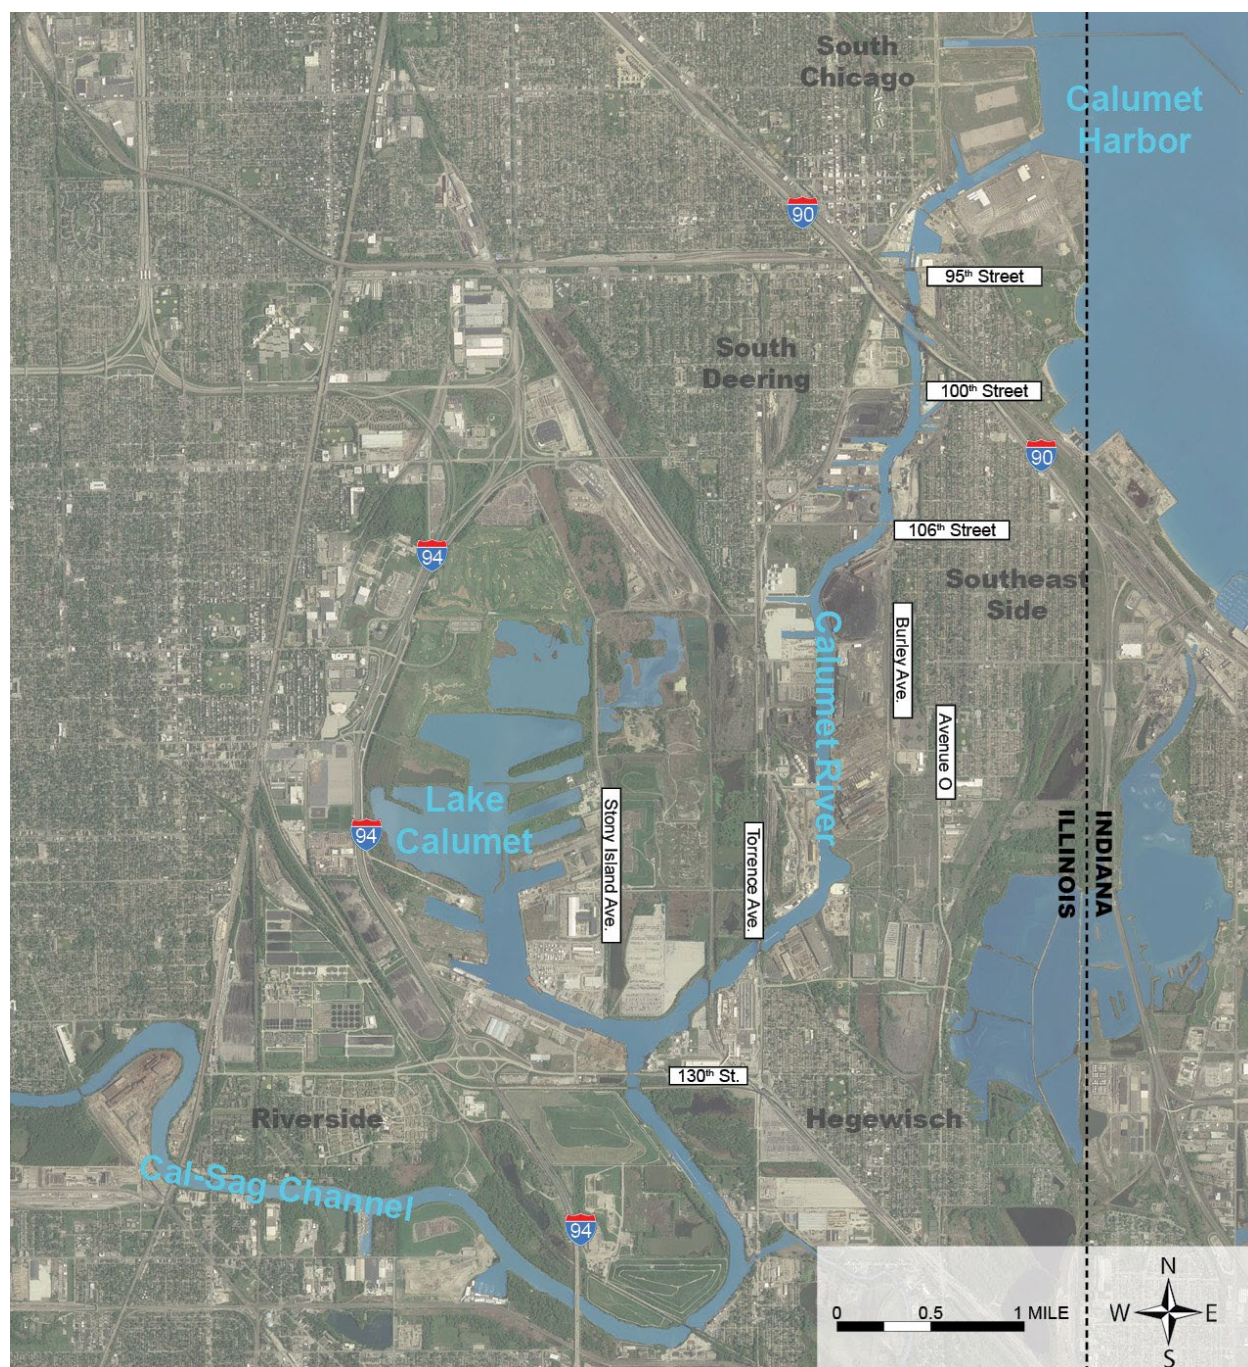 South
Chicago
Calumet
Harbor
90
95th Street
South
Deering
100th Street
90
106th Street
94
Southeast
Side
Calumet River
Burley Ave.
Avenue O
Lake
Calumet
94
Stony Island Ave.
Torrence Ave.
ILLINOIS
INDIANA
130th St.
Riverside
Hegewisch
Cal-Sag Channel
94
0 0.5 1 MILE
N
W E
S